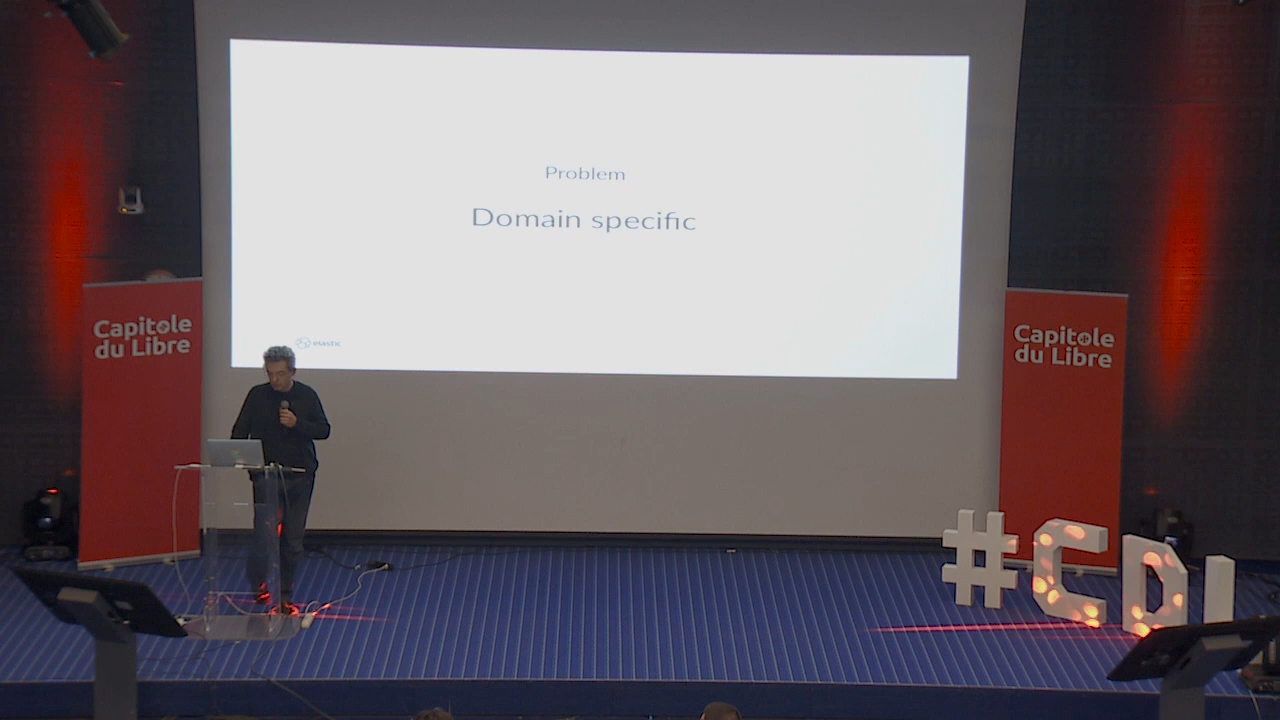 Problem
Domain specific
elastic
Capitole
du Libre
Capitole
du Libre
#CDL